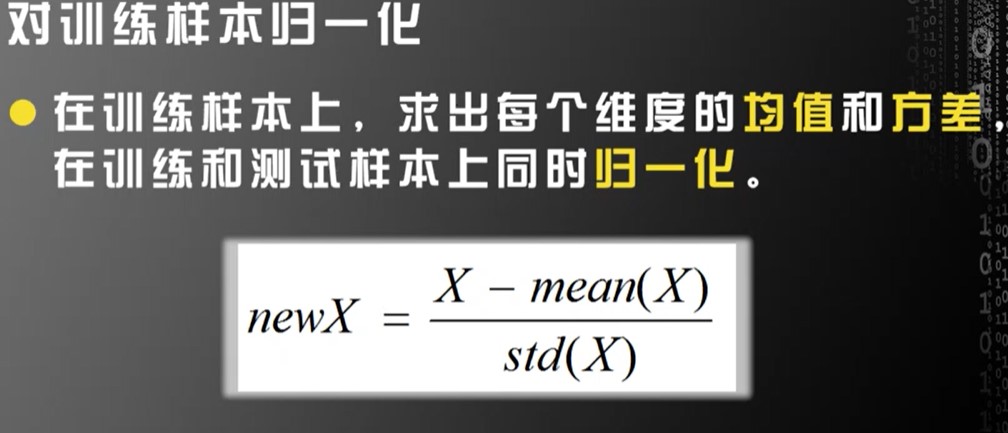 对训练样本归一化
在训练样本上，求出每个维度的均值和方差，
在训练和测试样本上同时归一化。
newX = \frac{X - mean(X)}{std(X)}